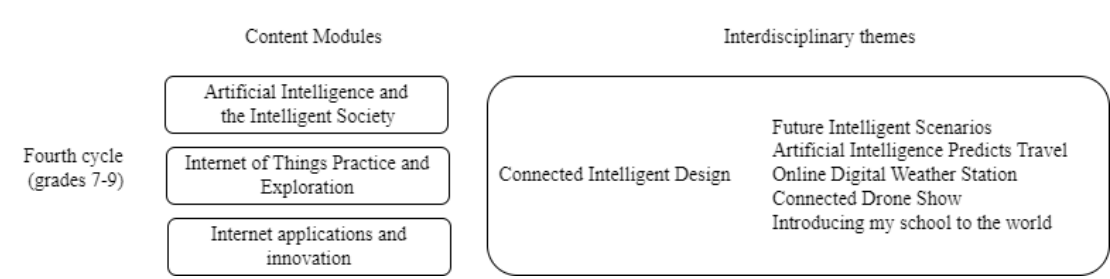 Content Modules
Interdisciplinary themes
Fourth cycle
(grades 7-9)
Artificial Intelligence and
the Intelligent Society
Internet of Things Practice and
Exploration
Internet applications and
innovation
Connected Intelligent Design
Future Intelligent Scenarios
Artificial Intelligence Predicts Travel
Online Digital Weather Station
Connected Drone Show
Introducing my school to the world